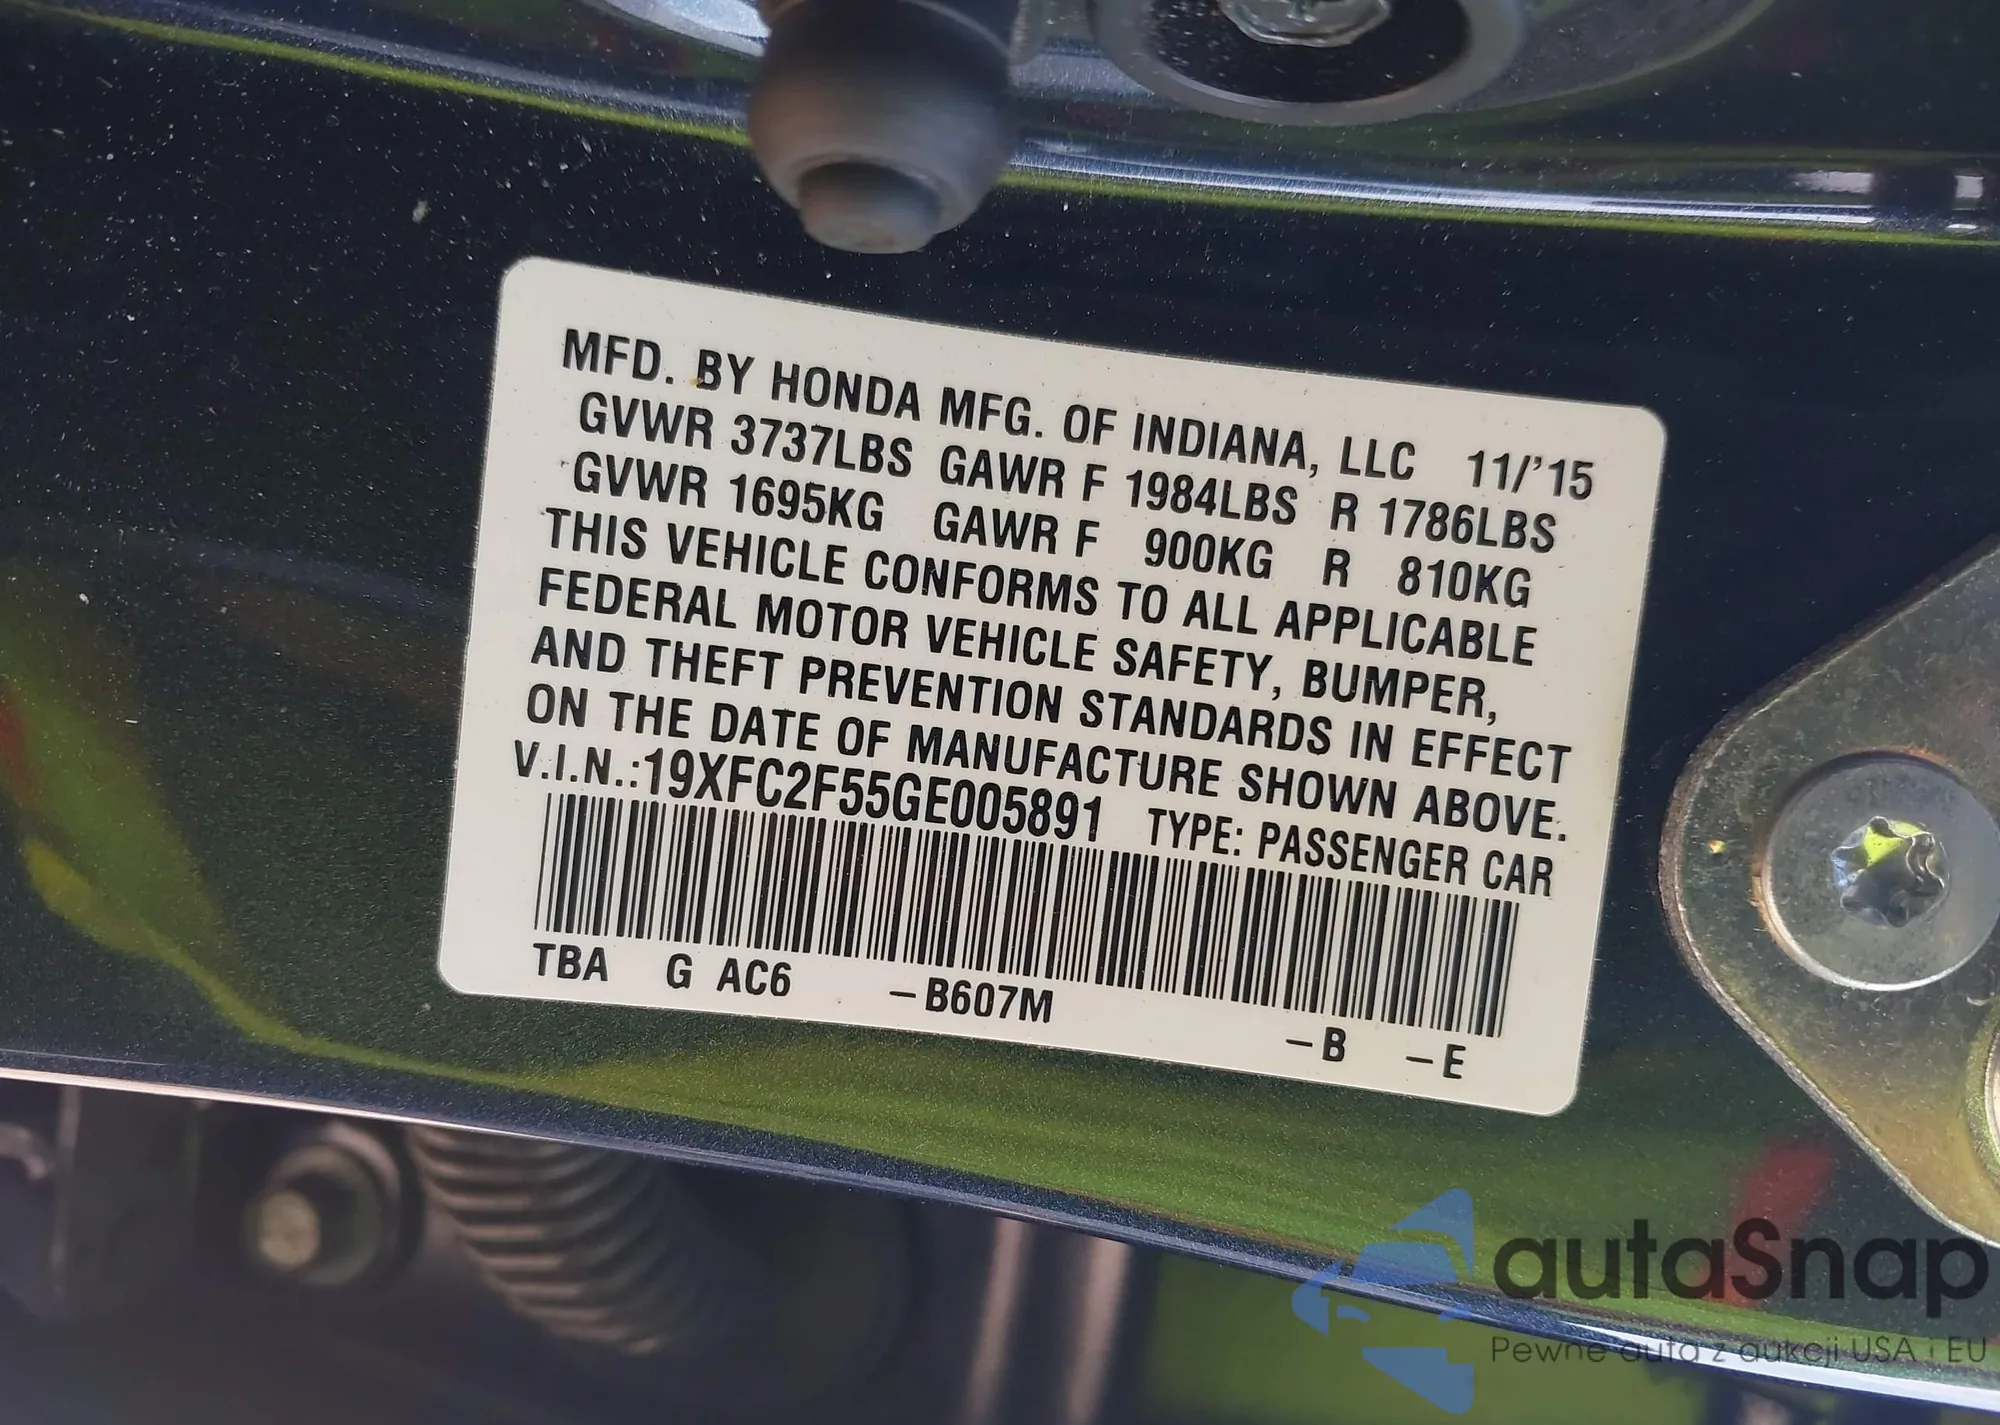 MFD. BY HONDA MFG. OF INDIANA, LLC 11/'15
GVWR 3737LBS GAWR F 1984LBS R 1786LBS
GVWR 1695KG GAWR F 900KG R 810KG
THIS VEHICLE CONFORMS TO ALL APPLICABLE
FEDERAL MOTOR VEHICLE SAFETY, BUMPER,
AND THEFT PREVENTION STANDARDS IN EFFECT
ON THE DATE OF MANUFACTURE SHOWN ABOVE.
V.I.N.:19XFC2F55GE005891 TYPE: PASSENGER CAR
TBA G AC6 –B607M –B –E
autaSnap
Pewne auta z aukcji USA i EU